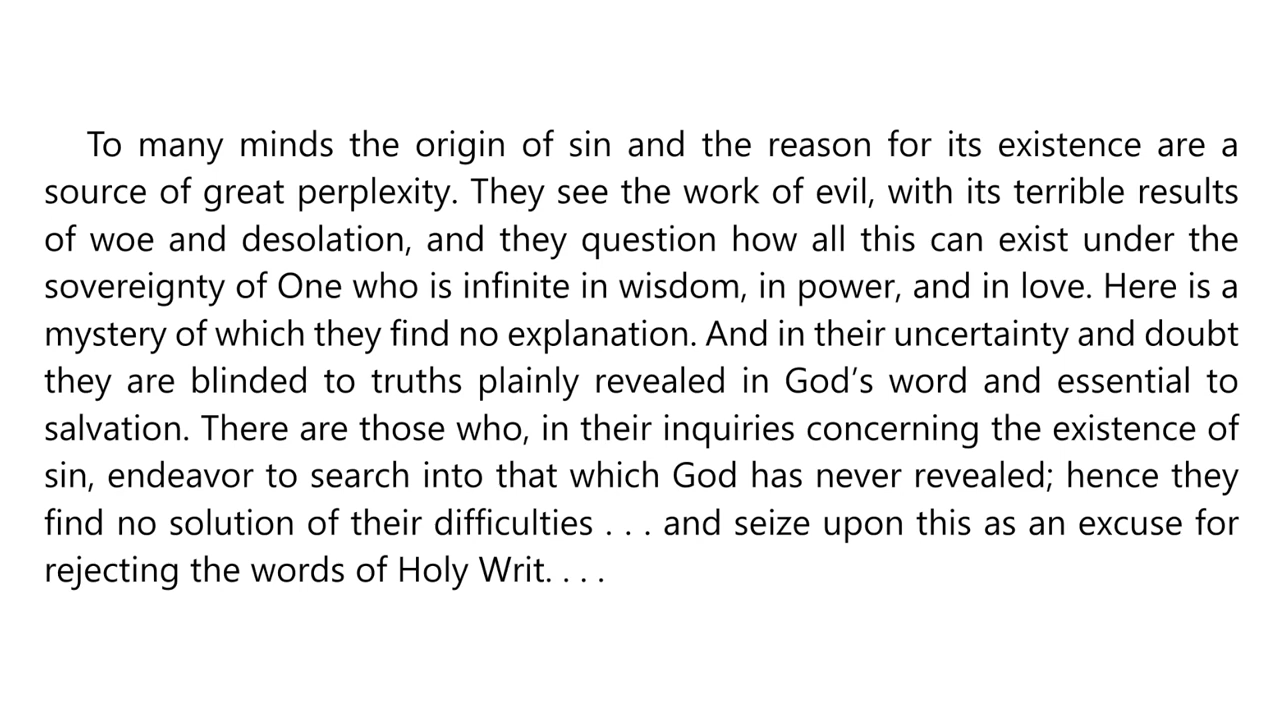 To many minds the origin of sin and the reason for its existence are a
source of great perplexity. They see the work of evil, with its terrible results
of woe and desolation, and they question how all this can exist under the
sovereignty of One who is infinite in wisdom, in power, and in love. Here is a
mystery of which they find no explanation. And in their uncertainty and doubt
they are blinded to truths plainly revealed in God’s word and essential to
salvation. There are those who, in their inquiries concerning the existence of
sin, endeavor to search into that which God has never revealed; hence they
find no solution of their difficulties . . . and seize upon this as an excuse for
rejecting the words of Holy Writ. . . .